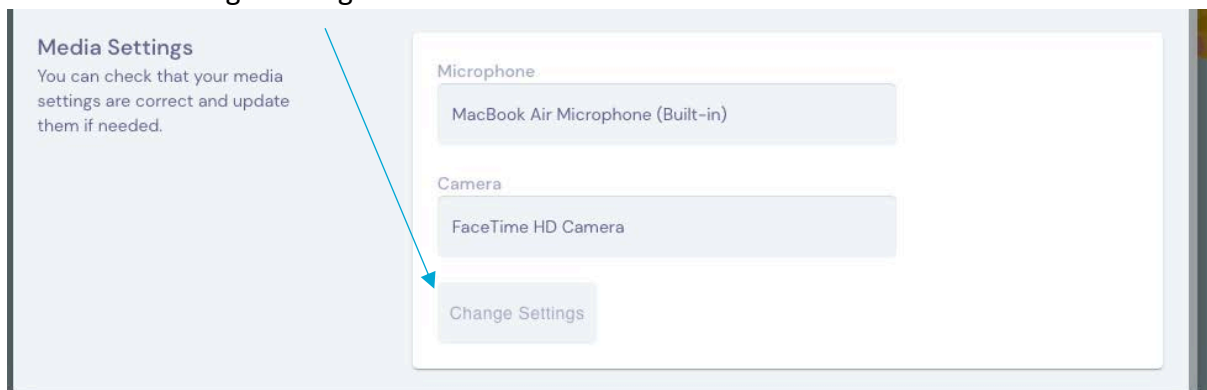 Media Settings
You can check that your media
settings are correct and update
them if needed.
Microphone
MacBook Air Microphone (Built-in)
Camera
FaceTime HD Camera
Change Settings